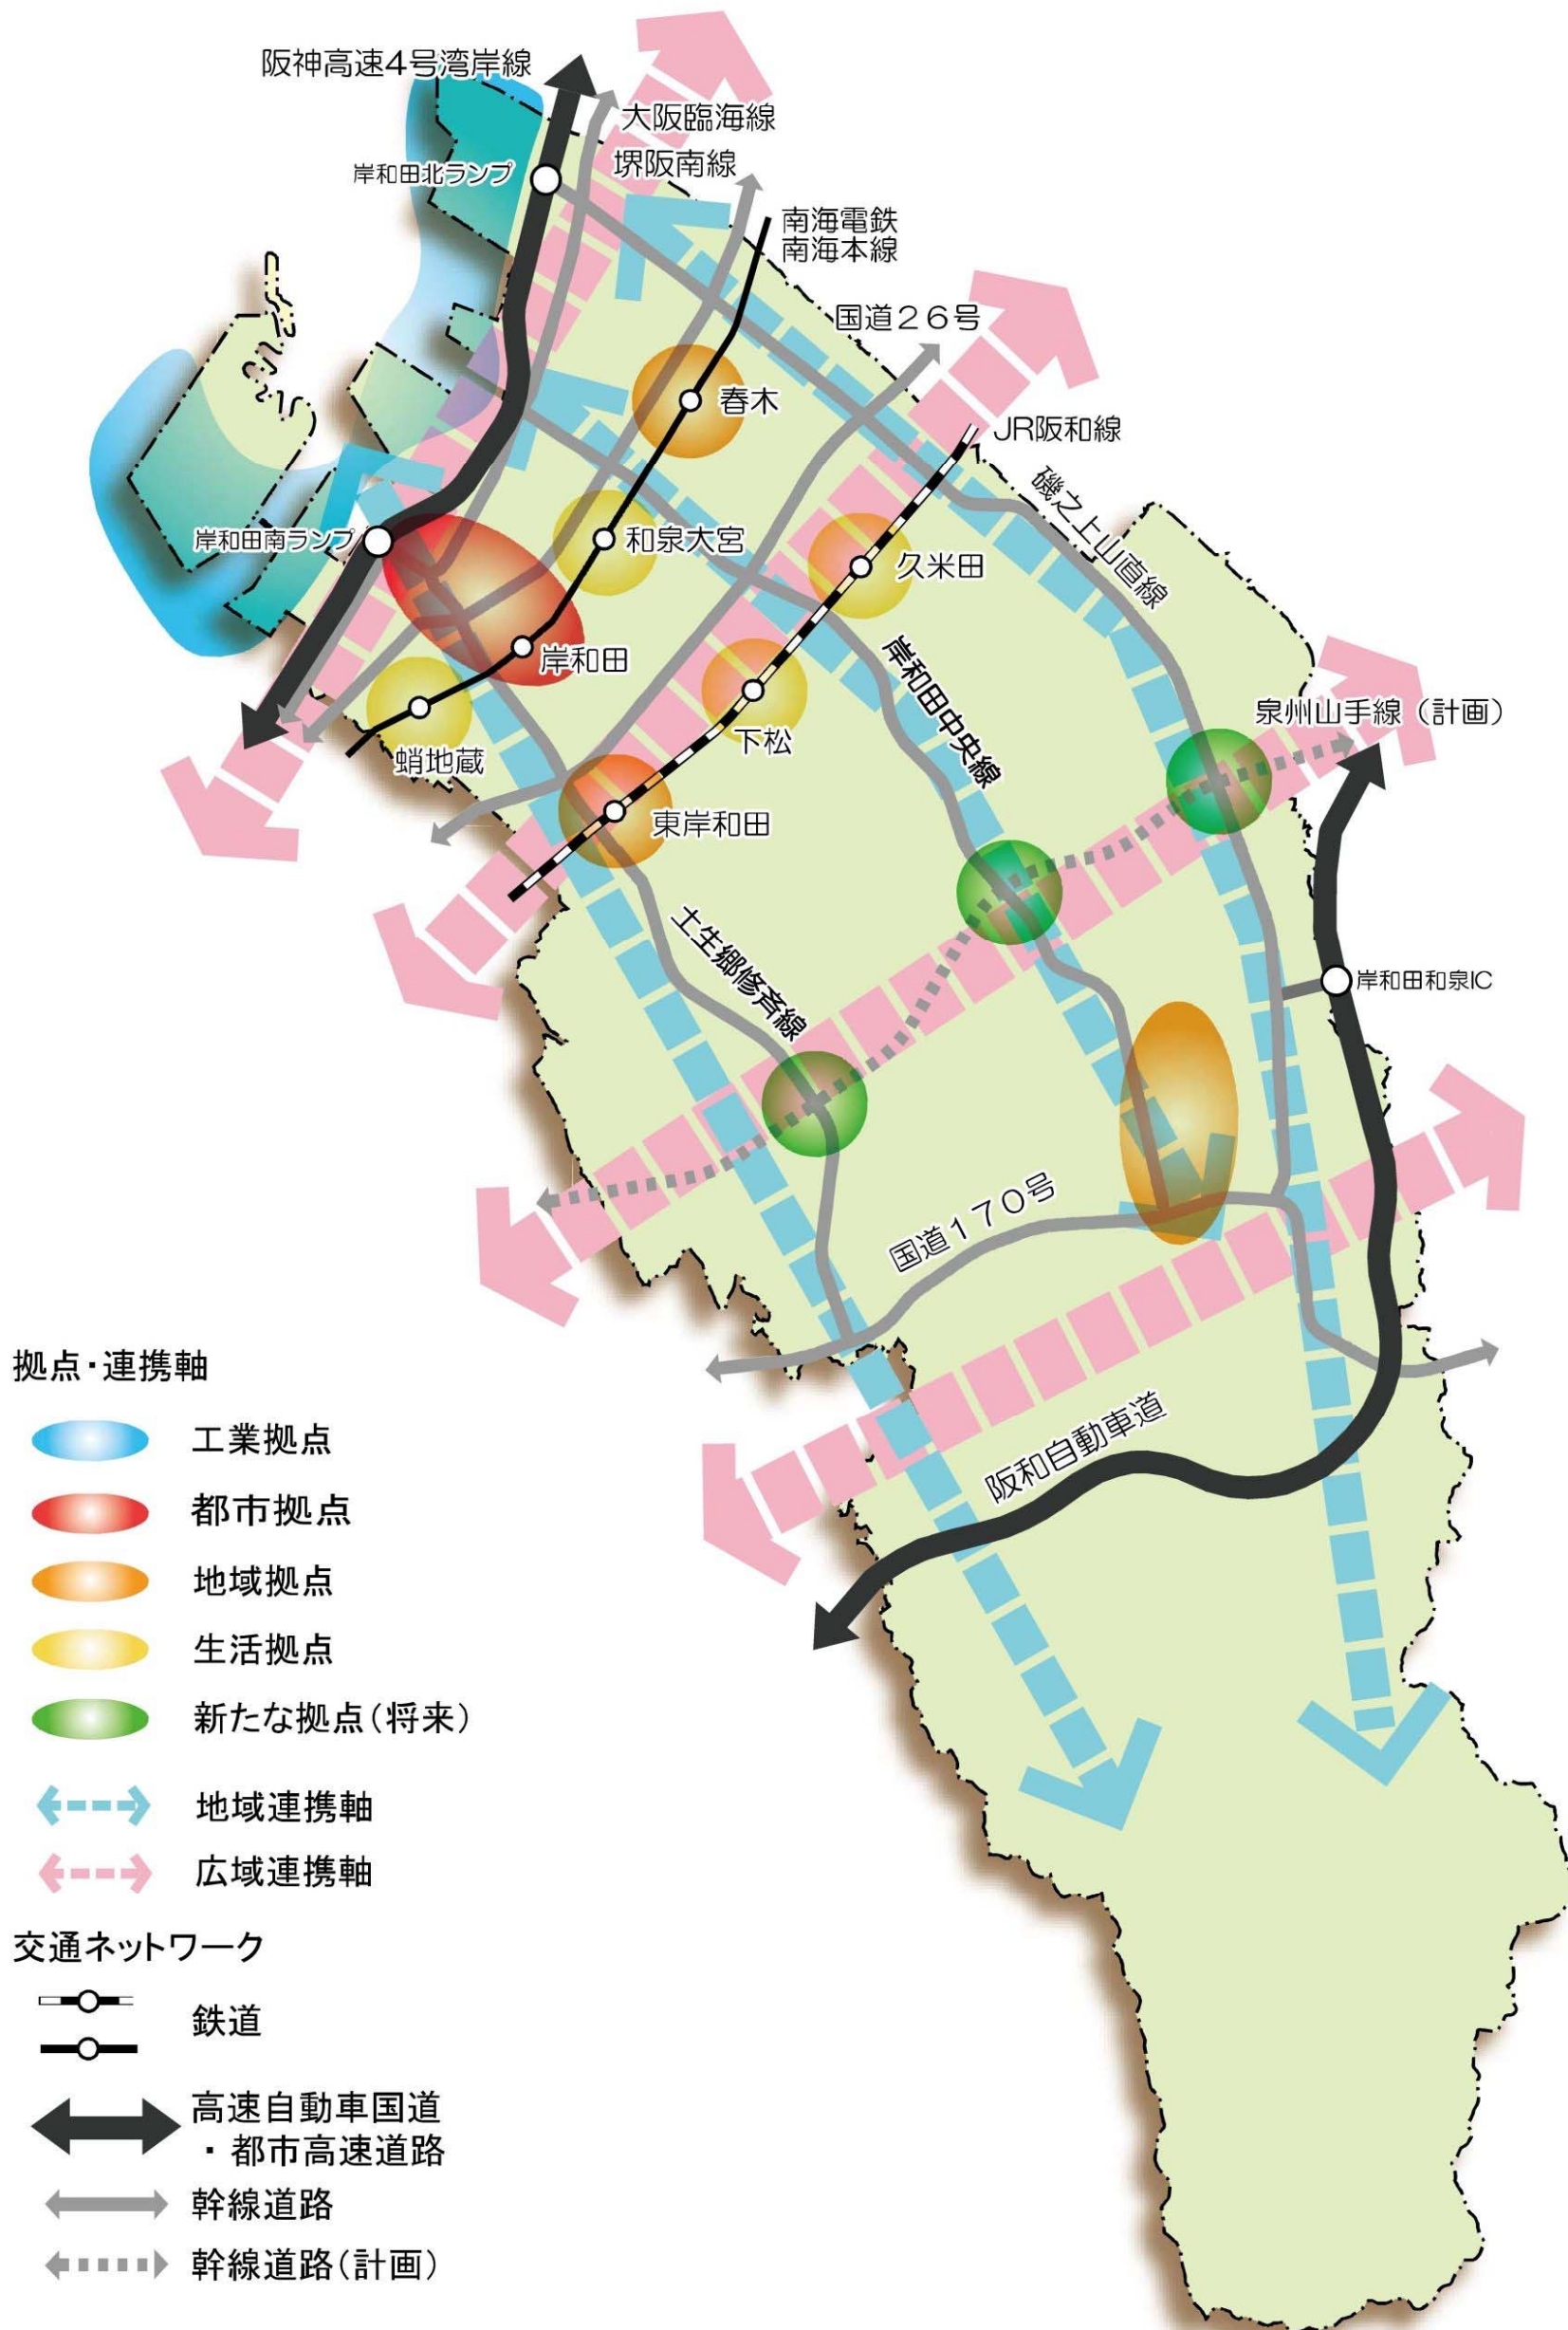 阪神高速4号湾岸線
大阪臨海線
堺阪南線
岸和田北ランプ
南海電鉄
南海本線
国道26号
春木
JR阪和線
磯之上山直線
岸和田南ランプ
和泉大宮
久米田
岸和田
岸和田中央線
泉州山手線（計画）
下松
蛸地蔵
東岸和田
土生郷修斉線
岸和田和泉IC
国道170号
阪和自動車道
拠点・連携軸
工業拠点
都市拠点
地域拠点
生活拠点
新たな拠点（将来）
地域連携軸
広域連携軸
交通ネットワーク
鉄道
高速自動車国道
・都市高速道路
幹線道路
幹線道路（計画）